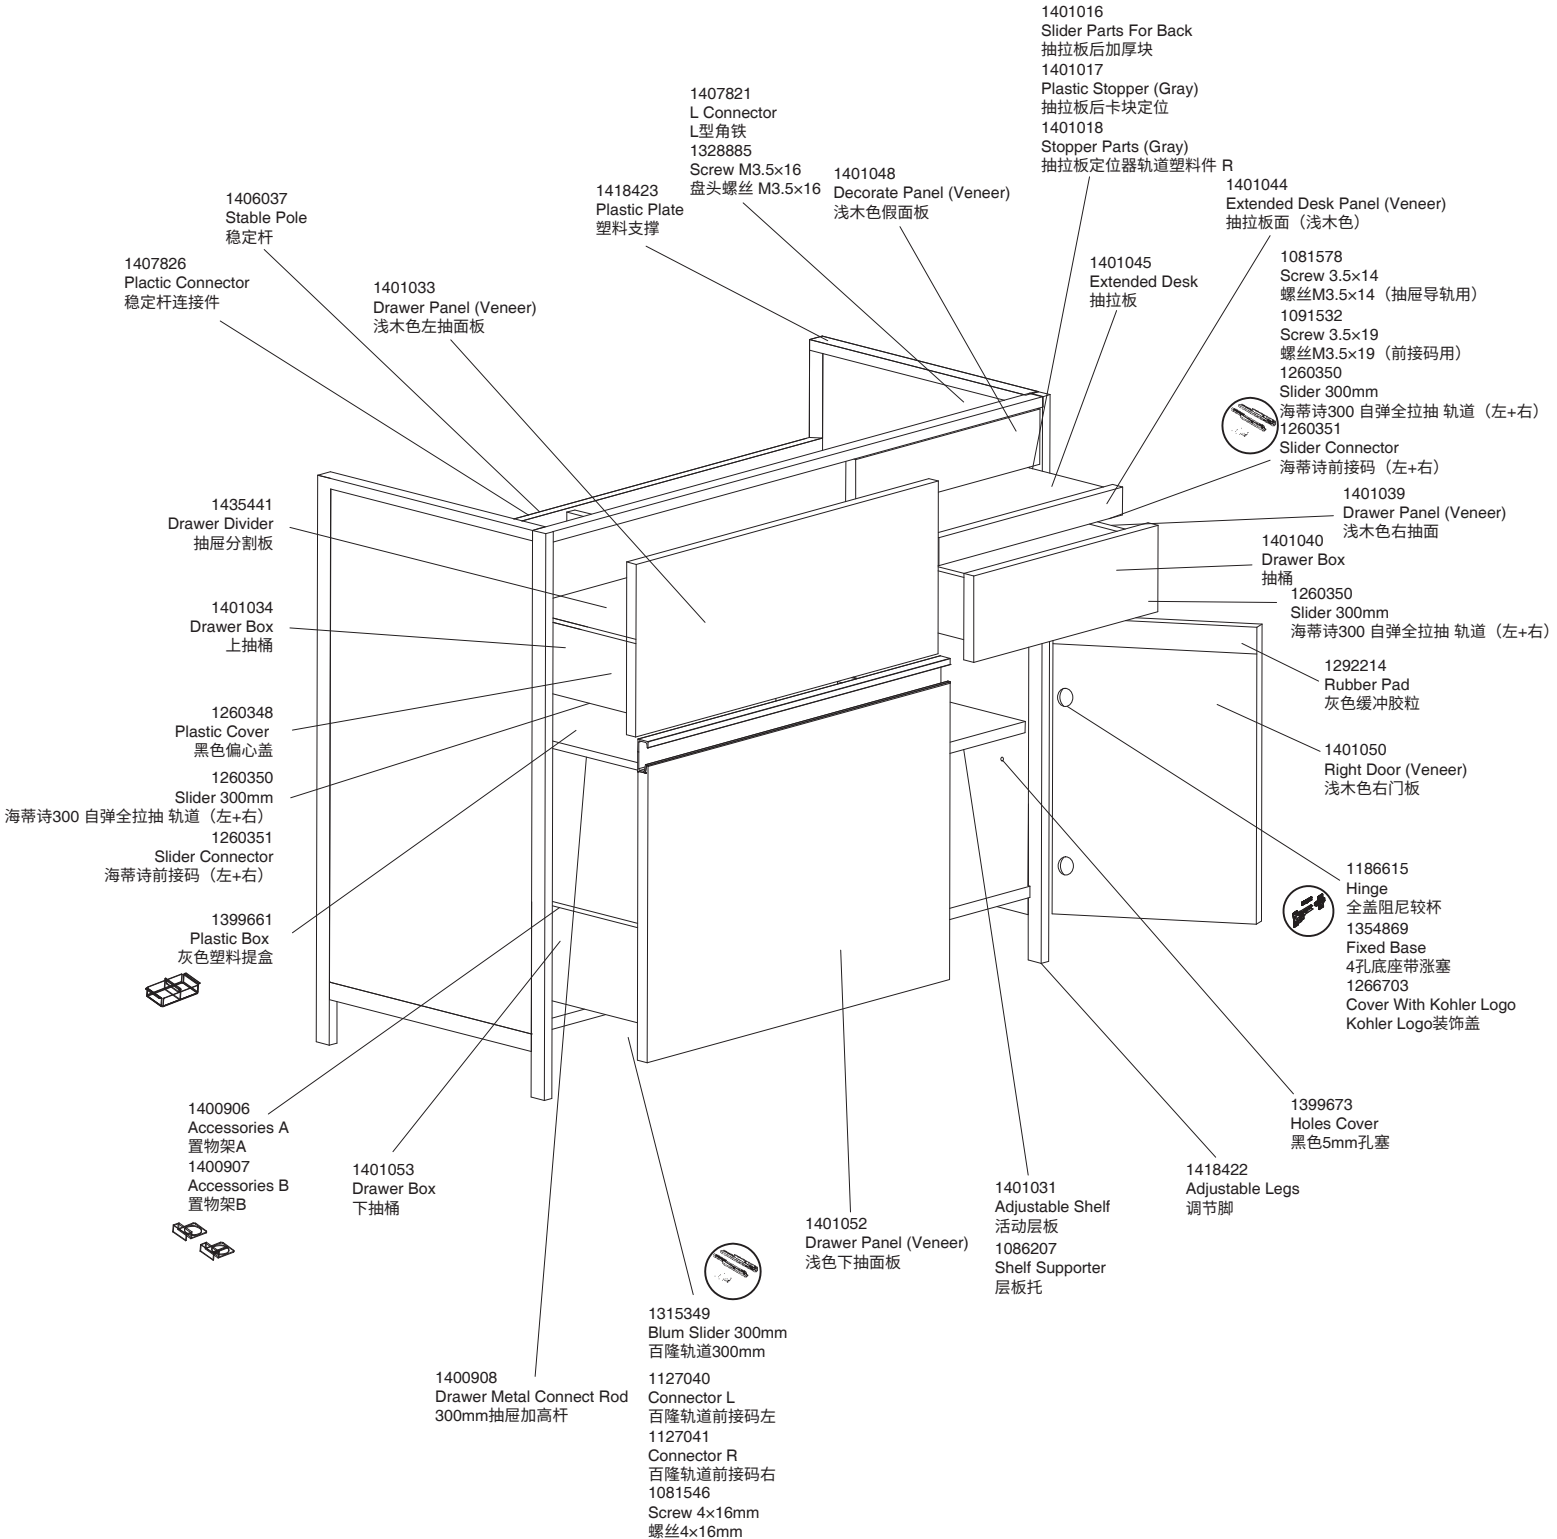 1401016
Slider Parts For Back
抽拉板后加厚块
1401017
Plastic Stopper (Gray)
抽拉板后卡块定位
1401018
Stopper Parts (Gray)
抽拉板定位器轨道塑料件 R
1407821
L Connector
L型角铁
1328885
Screw M3.5×16
盘头螺丝 M3.5×16
1401048
Decorate Panel (Veneer)
浅木色假面板
1401044
Extended Desk Panel (Veneer)
抽拉板面（浅木色）
1418423
Plastic Plate
塑料支撑
1406037
Stable Pole
稳定杆
1407826
Plactic Connector
稳定杆连接件
1401033
Drawer Panel (Veneer)
浅木色左抽面板
1401045
Extended Desk
抽拉板
1081578
Screw 3.5×14
螺丝M3.5×14（抽屉导轨用）
1091532
Screw 3.5×19
螺丝M3.5×19（前接码用）
1260350
Slider 300mm
海蒂诗300 自弹全拉抽 轨道（左+右）
1260351
Slider Connector
海蒂诗前接码（左+右）
1401039
Drawer Panel (Veneer)
浅木色右抽面
1401040
Drawer Box
抽桶
1260350
Slider 300mm
海蒂诗300 自弹全拉抽 轨道（左+右）
1292214
Rubber Pad
灰色缓冲胶粒
1401050
Right Door (Veneer)
浅木色右门板
1186615
Hinge
全盖阻尼较杯
1354869
Fixed Base
4孔底座带涨塞
1266703
Cover With Kohler Logo
Kohler Logo装饰盖
1435441
Drawer Divider
抽屉分割板
1401034
Drawer Box
上抽桶
1260348
Plastic Cover
黑色偏心盖
1260350
Slider 300mm
海蒂诗300 自弹全拉抽 轨道（左+右）
1260351
Slider Connector
海蒂诗前接码（左+右）
1399661
Plastic Box
灰色塑料提盒
1400906
Accessories A
置物架A
1400907
Accessories B
置物架B
1401053
Drawer Box
下抽桶
1399673
Holes Cover
黑色5mm孔塞
1418422
Adjustable Legs
调节脚
1401031
Adjustable Shelf
活动层板
1086207
Shelf Supporter
层板托
1401052
Drawer Panel (Veneer)
浅色下抽面板
1315349
Blum Slider 300mm
百隆轨道300mm
1127040
Connector L
百隆轨道前接码左
1127041
Connector R
百隆轨道前接码右
1081546
Screw 4×16mm
螺丝4×16mm
1400908
Drawer Metal Connect Rod
300mm抽屉加高杆